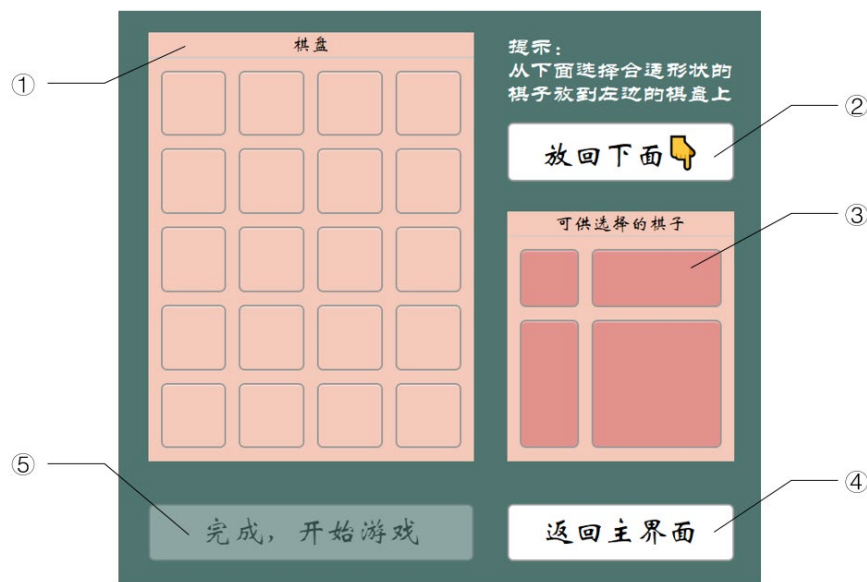 ①
棋盘
提示：
从下面选择合适形状的
棋子放到左边的棋盘上
②
放回下面👇
③
可供选择的棋子
⑤
完成，开始游戏
④
返回主界面